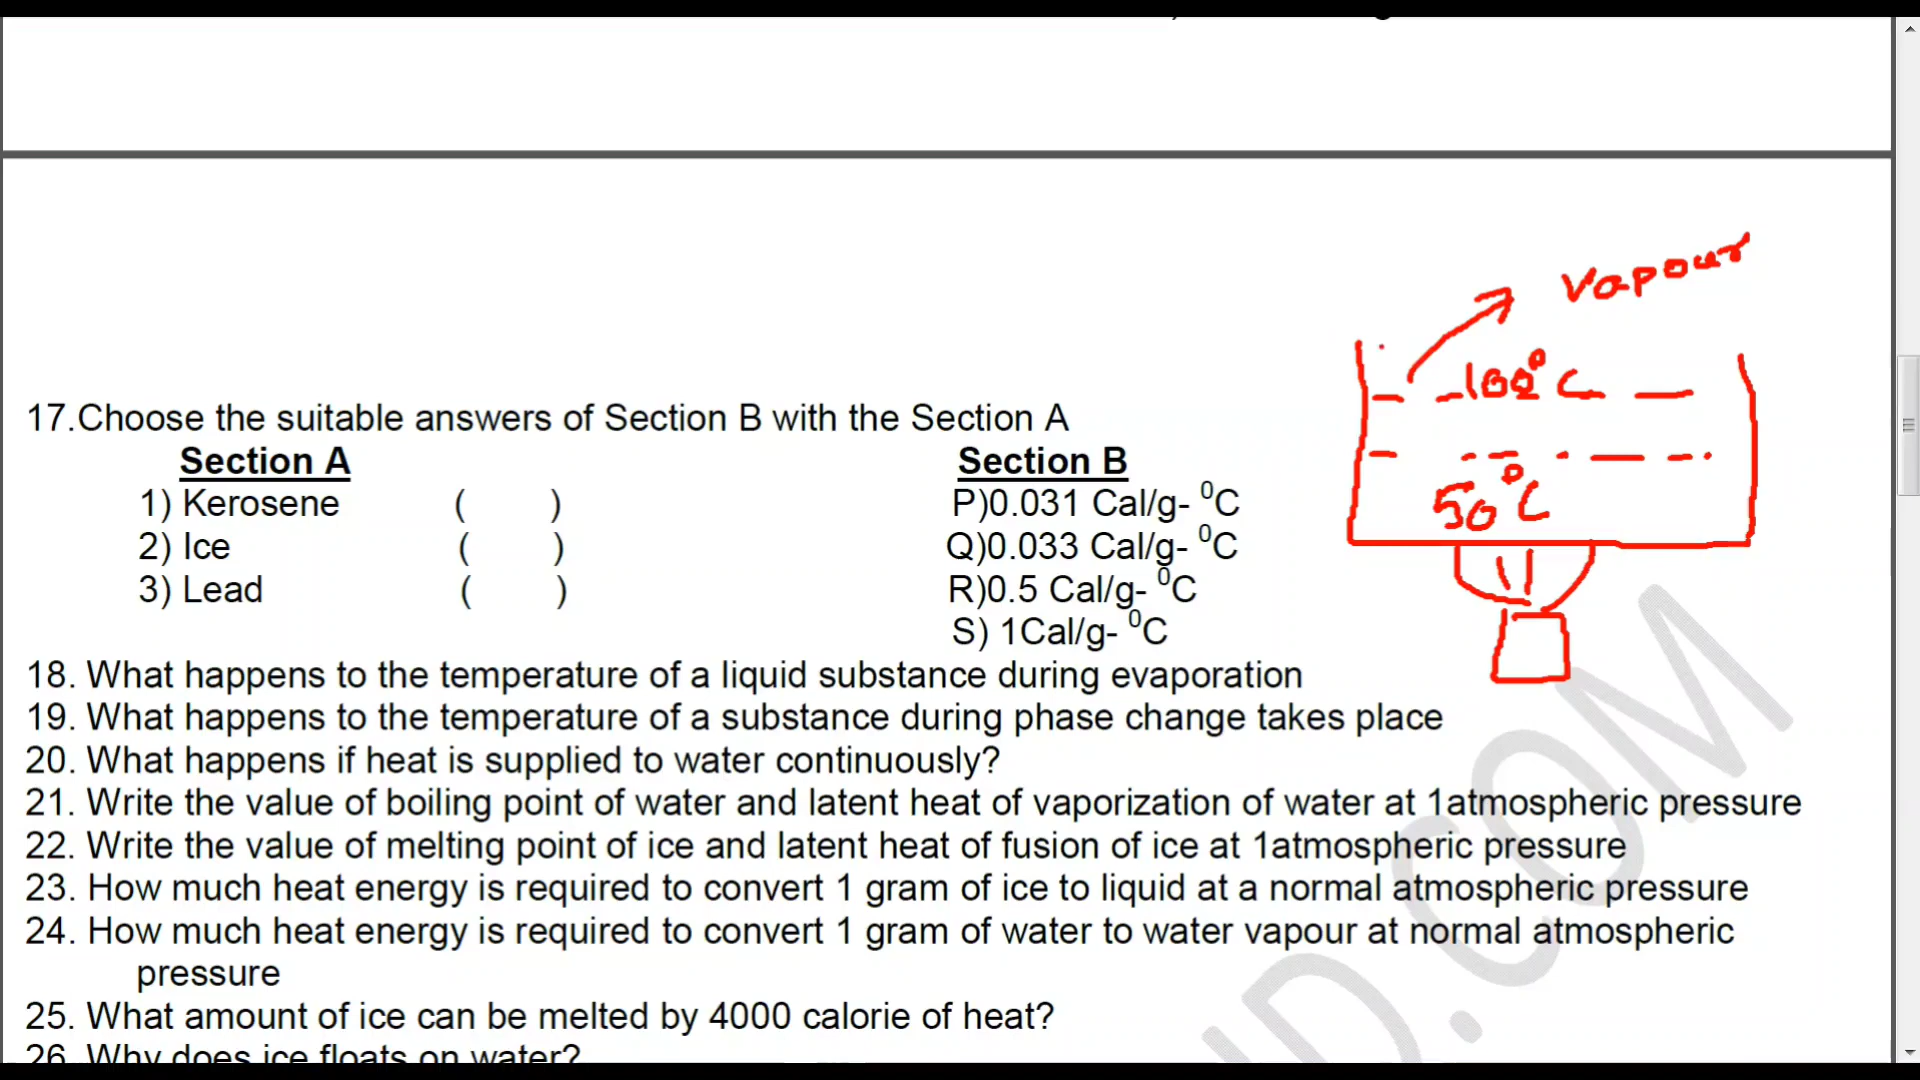 vapour
100°C
50°C
17.Choose the suitable answers of Section B with the Section A
Section A Section B
1) Kerosene ( ) P)0.031 Cal/g- ⁰C
2) Ice ( ) Q)0.033 Cal/g- ⁰C
3) Lead ( ) R)0.5 Cal/g- ⁰C
S) 1Cal/g- ⁰C
18. What happens to the temperature of a liquid substance during evaporation
19. What happens to the temperature of a substance during phase change takes place
20. What happens if heat is supplied to water continuously?
21. Write the value of boiling point of water and latent heat of vaporization of water at 1atmospheric pressure
22. Write the value of melting point of ice and latent heat of fusion of ice at 1atmospheric pressure
23. How much heat energy is required to convert 1 gram of ice to liquid at a normal atmospheric pressure
24. How much heat energy is required to convert 1 gram of water to water vapour at normal atmospheric
pressure
25. What amount of ice can be melted by 4000 calorie of heat?
26. Why does ice floats on water?
D.COM